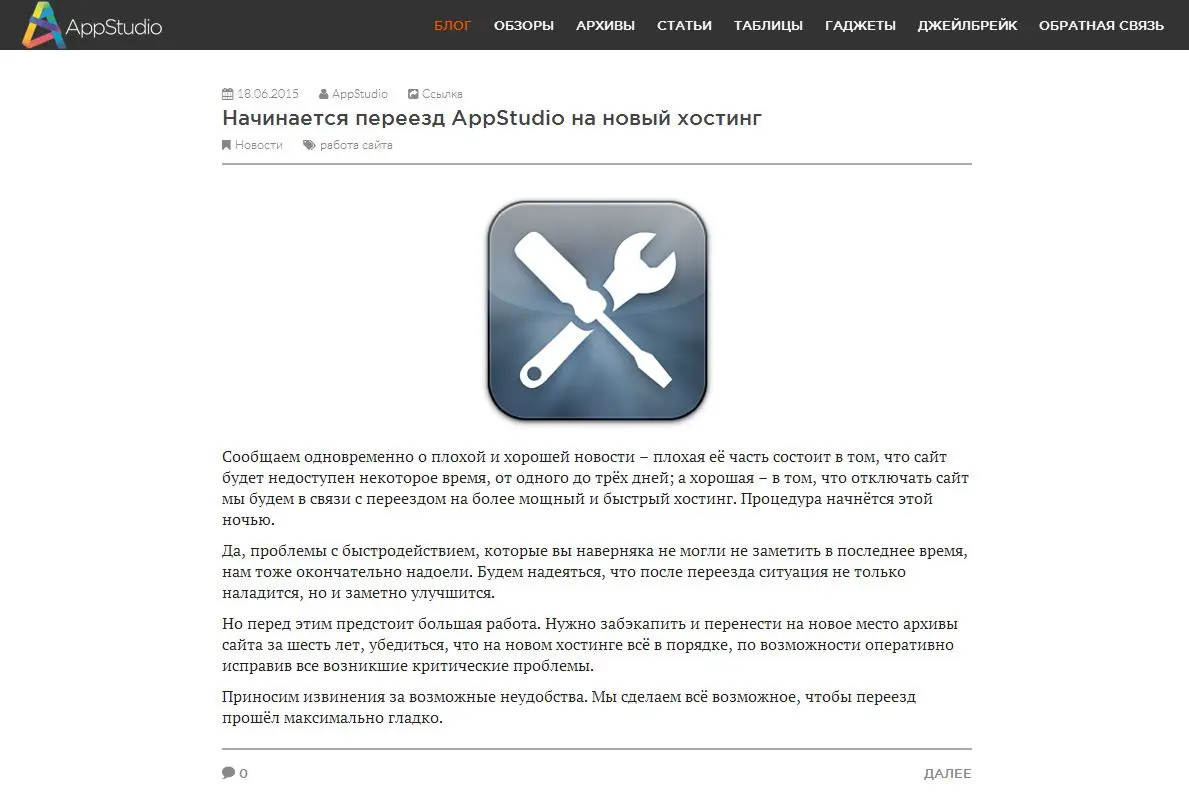 AppStudio
БЛОГ ОБЗОРЫ АРХИВЫ СТАТЬИ ТАБЛИЦЫ ГАДЖЕТЫ ДЖЕЙЛБРЕЙК ОБРАТНАЯ СВЯЗЬ
18.06.2015 AppStudio Ссылка
Начинается переезд AppStudio на новый хостинг
Новости работа сайта
Сообщаем одновременно о плохой и хорошей новости – плохая её часть состоит в том, что сайт
будет недоступен некоторое время, от одного до трёх дней; а хорошая – в том, что отключать сайт
мы будем в связи с переездом на более мощный и быстрый хостинг. Процедура начнётся этой
ночью.
Да, проблемы с быстродействием, которые вы наверняка не могли не заметить в последнее время,
нам тоже окончательно надоели. Будем надеяться, что после переезда ситуация не только
наладится, но и заметно улучшится.
Но перед этим предстоит большая работа. Нужно забэкапить и перенести на новое место архивы
сайта за шесть лет, убедиться, что на новом хостинге всё в порядке, по возможности оперативно
исправив все возникшие критические проблемы.
Приносим извинения за возможные неудобства. Мы сделаем всё возможное, чтобы переезд
прошёл максимально гладко.
0 ДАЛЕЕ